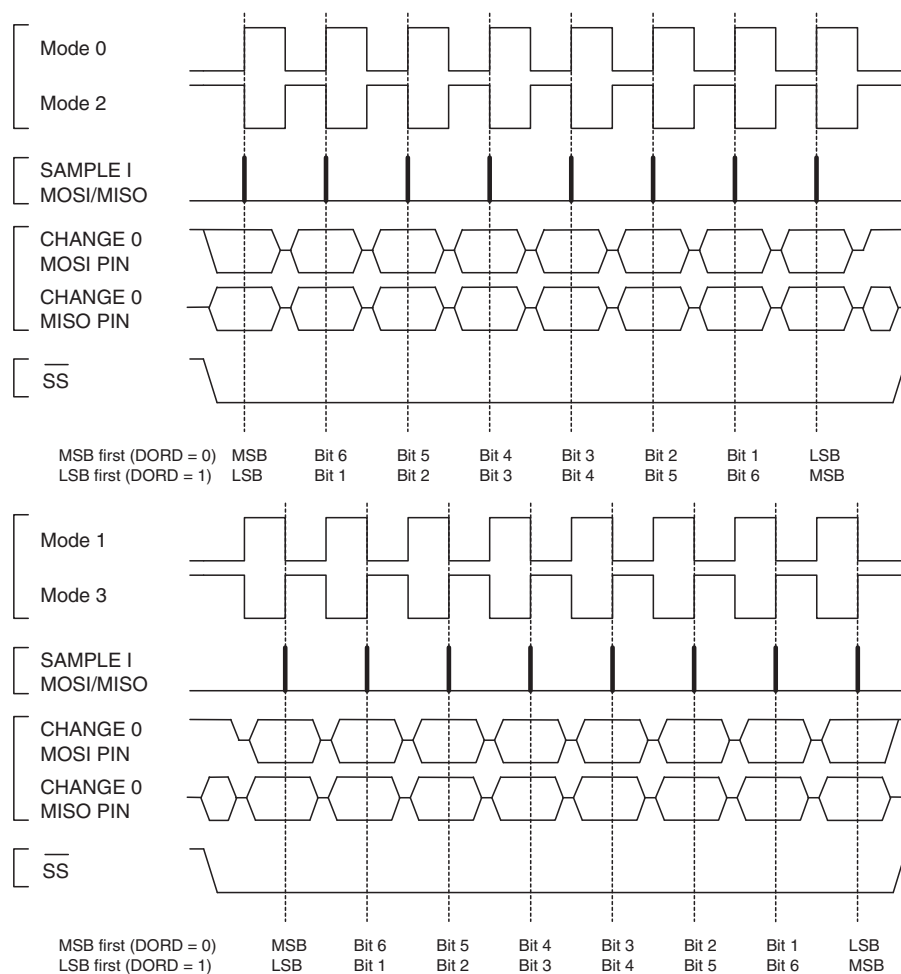 Mode 0
Mode 2
SAMPLE I
MOSI/MISO
CHANGE 0
MOSI PIN
CHANGE 0
MISO PIN
SS
MSB first (DORD = 0) MSB Bit 6 Bit 5 Bit 4 Bit 3 Bit 2 Bit 1 LSB
LSB first (DORD = 1) LSB Bit 1 Bit 2 Bit 3 Bit 4 Bit 5 Bit 6 MSB
Mode 1
Mode 3
SAMPLE I
MOSI/MISO
CHANGE 0
MOSI PIN
CHANGE 0
MISO PIN
SS
MSB first (DORD = 0) MSB Bit 6 Bit 5 Bit 4 Bit 3 Bit 2 Bit 1 LSB
LSB first (DORD = 1) LSB Bit 1 Bit 2 Bit 3 Bit 4 Bit 5 Bit 6 MSB